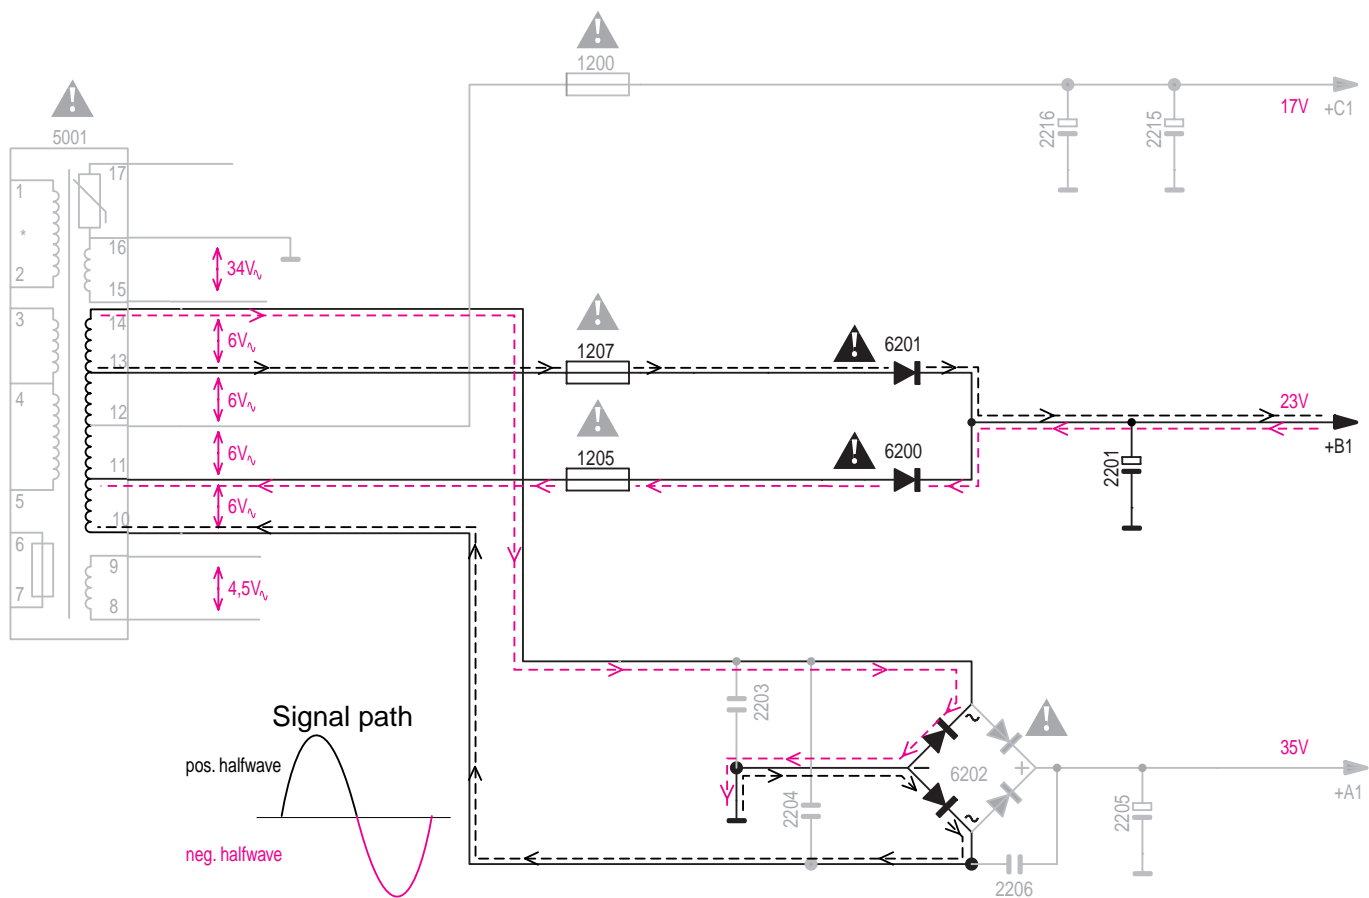 1200
17V
+C1
2216
2215
5001
17
1
*
16
2
34V~
15
3
14
6V~
13
1207
6201
4
6V~
12
23V
+B1
6V~
11
1205
6200
2201
5
6V~
10
6
9
7
4,5V~
8
Signal path
pos. halfwave
neg. halfwave
2203
~
6202
+
35V
+A1
2204
~
2205
2206